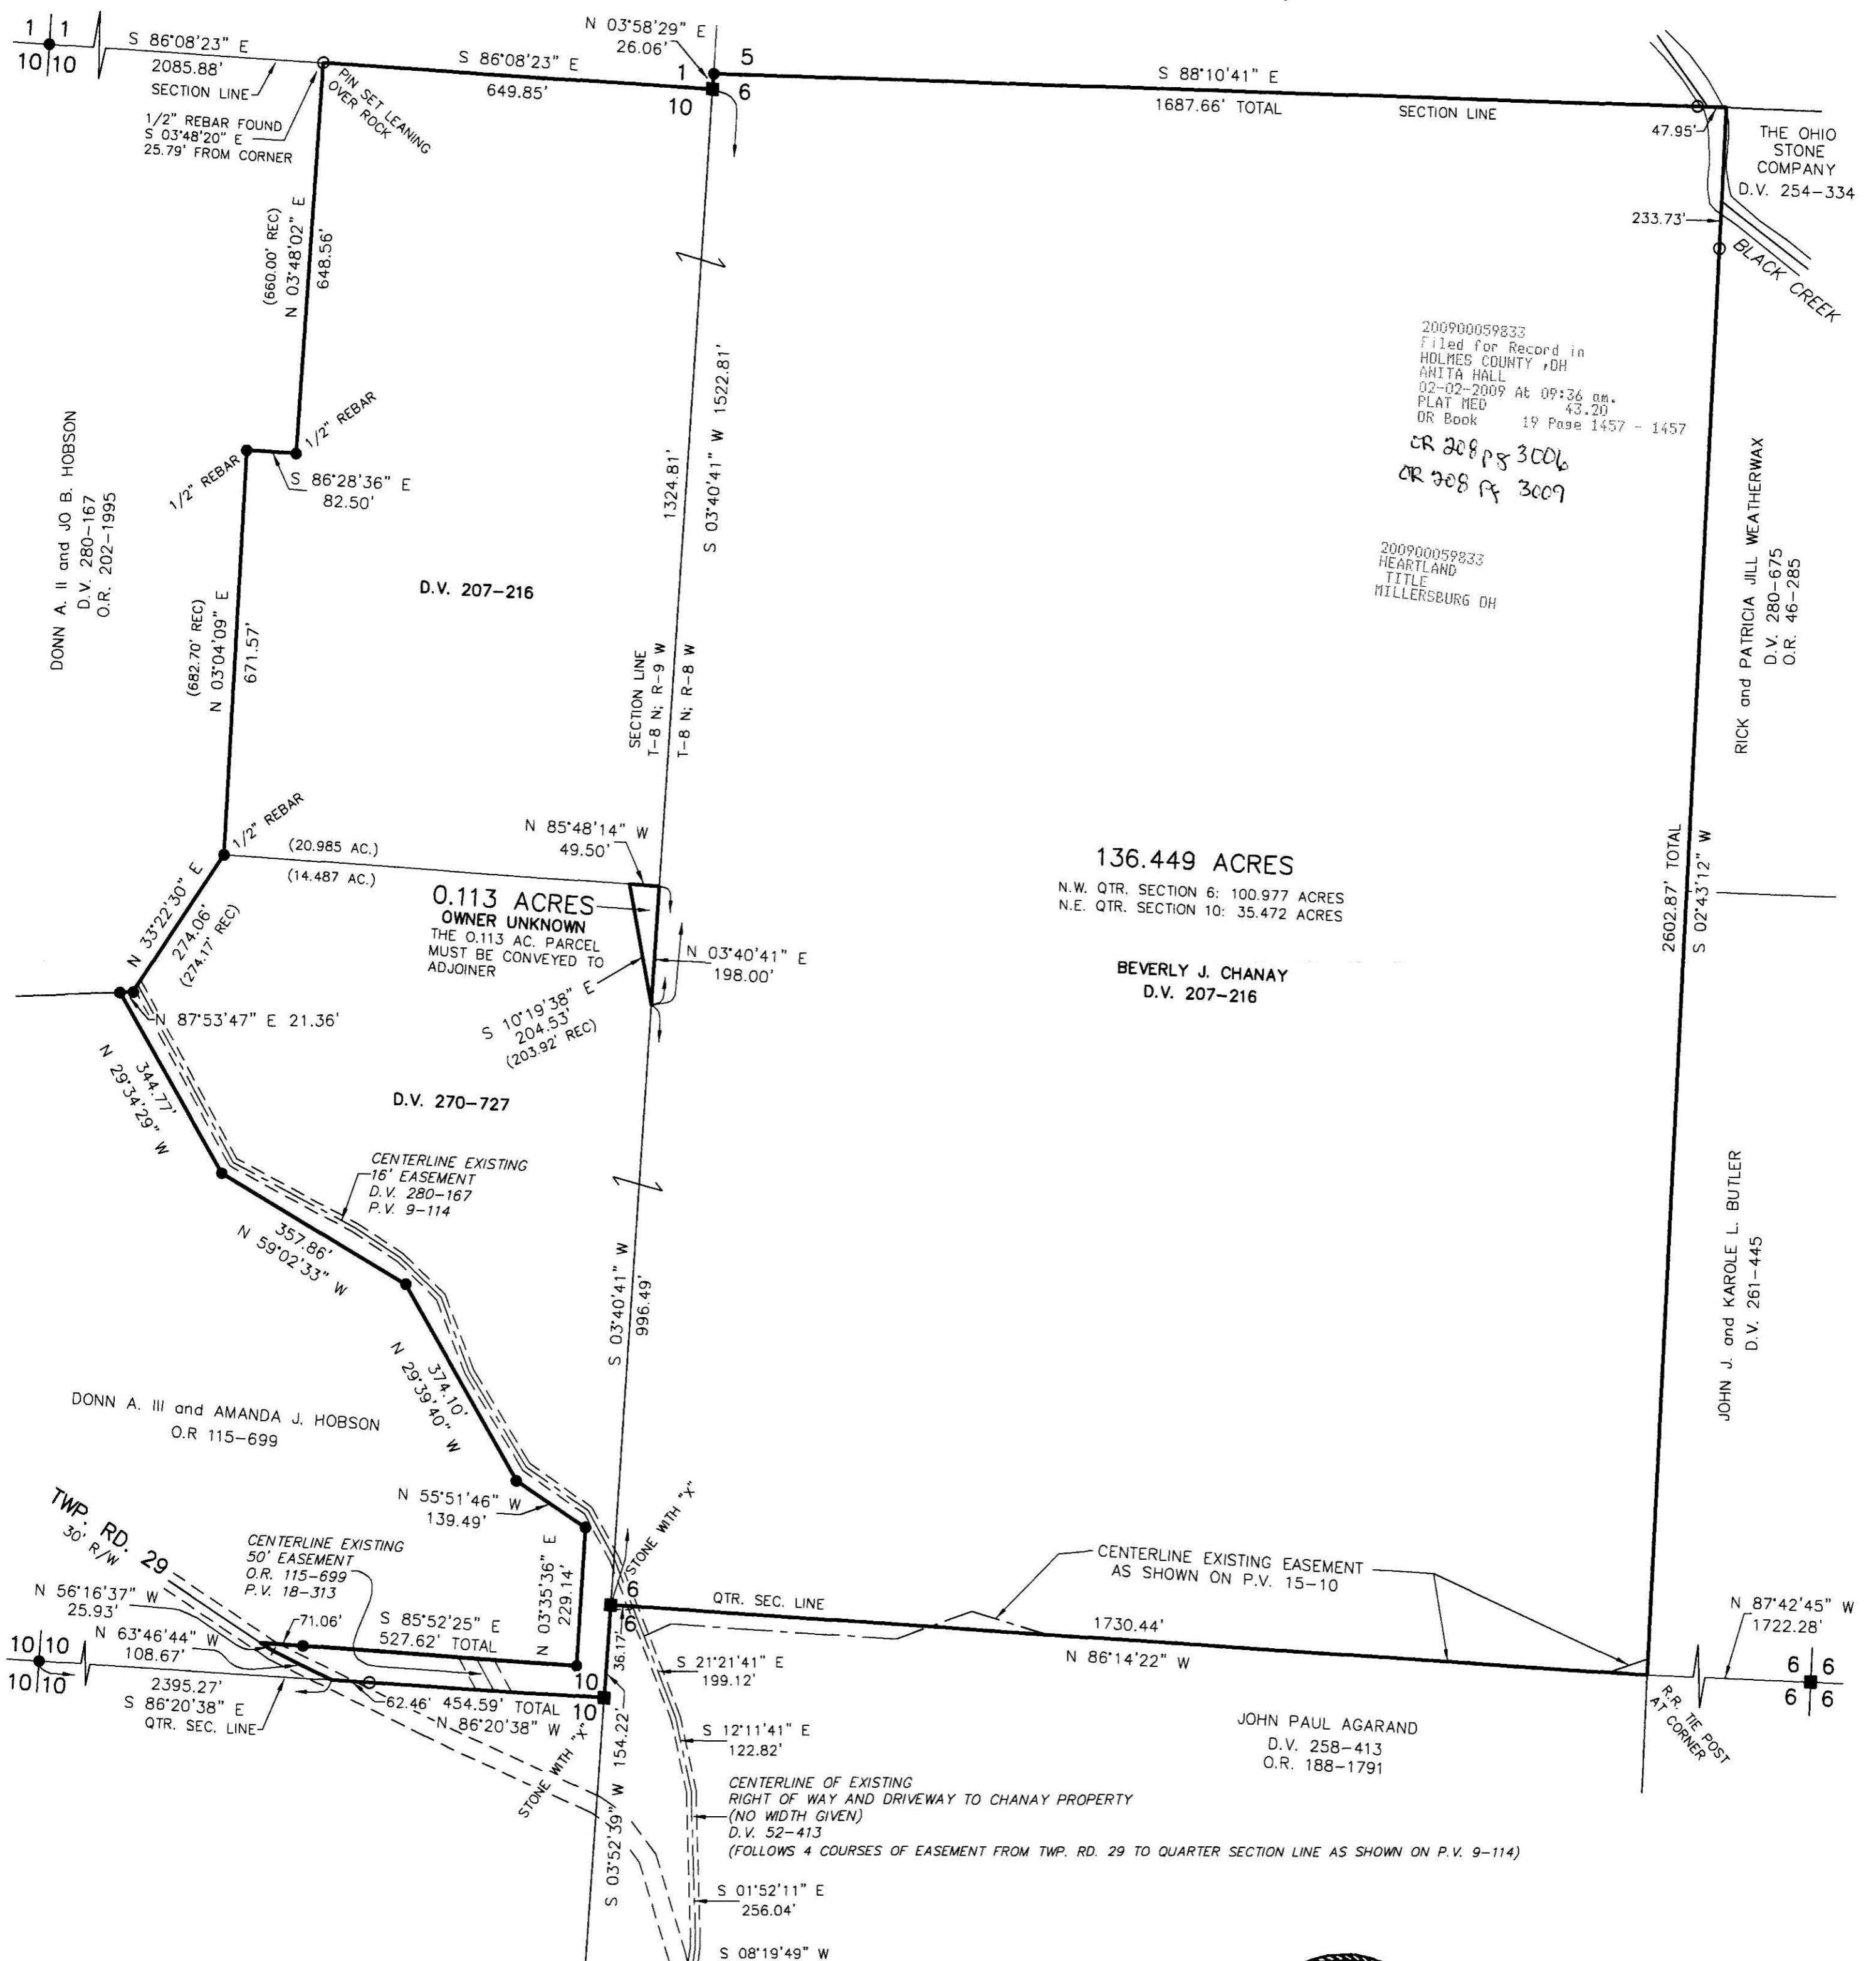 1 1
10 10
S 86°08'23" E
2085.88'
SECTION LINE
1/2" REBAR FOUND
S 03°48'20" E
25.79' FROM CORNER
PIN SET LEANING
OVER ROCK
S 86°08'23" E
649.85'
N 03°58'29" E
26.06'
5
1
6
10
S 88°10'41" E
1687.66' TOTAL
SECTION LINE
47.95'
THE OHIO
STONE
COMPANY
D.V. 254-334
233.73'
BLACK CREEK
(660.00' REC)
N 03°48'02" E
648.56'
1/2" REBAR
1/2" REBAR
S 86°28'36" E
82.50'
DONN A. II and JO B. HOBSON
D.V. 280-167
O.R. 202-1995
(682.70' REC)
N 03°04'09" E
671.57'
D.V. 207-216
1324.81'
S 03°40'41" W 1522.81'
SECTION LINE
T-8 N; R-9 W
T-8 N; R-8 W
200900059833
Filed for Record in
HOLMES COUNTY ,OH
ANITA HALL
02-02-2009 At 09:36 am.
PLAT MED 43.20
OR Book 19 Page 1457 - 1457
OR 208 pg 3006
OR 208 pg 3009
200900059833
HEARTLAND
TITLE
MILLERSBURG OH
RICK and PATRICIA JILL WEATHERWAX
D.V. 280-675
O.R. 46-285
1/2" REBAR
(20.985 AC.)
(14.487 AC.)
N 85°48'14" W
49.50'
0.113 ACRES
OWNER UNKNOWN
THE 0.113 AC. PARCEL
MUST BE CONVEYED TO
ADJOINER
N 03°40'41" E
198.00'
S 10°19'38" E
204.53'
(203.92' REC)
136.449 ACRES
N.W. QTR. SECTION 6: 100.977 ACRES
N.E. QTR. SECTION 10: 35.472 ACRES
BEVERLY J. CHANAY
D.V. 207-216
2602.87' TOTAL
S 02°43'12" W
N 33°22'30" E
274.06'
(274.17' REC)
N 87°53'47" E 21.36'
344.77'
N 29°34'29" W
D.V. 270-727
CENTERLINE EXISTING
16' EASEMENT
D.V. 280-167
P.V. 9-114
357.86'
N 59°02'33" W
S 03°40'41" W
996.49'
374.10'
N 29°39'40" W
JOHN J. and KAROLE L. BUTLER
D.V. 261-445
DONN A. III and AMANDA J. HOBSON
O.R 115-699
N 55°51'46" W
139.49'
TWP. RD. 29
30' R/W
CENTERLINE EXISTING
50' EASEMENT
O.R. 115-699
P.V. 18-313
N 03°35'36" E
229.14'
STONE WITH "X"
6
6
QTR. SEC. LINE
CENTERLINE EXISTING EASEMENT
AS SHOWN ON P.V. 15-10
1730.44'
N 86°14'22" W
N 87°42'45" W
1722.28'
6 6
6 6
N 56°16'37" W
25.93'
71.06'
S 85°52'25" E
527.62' TOTAL
N 63°46'44" W
108.67'
10 10
10 10
2395.27'
S 86°20'38" E
QTR. SEC. LINE
62.46' 454.59' TOTAL
N 86°20'38" W
10
10
36.17'
STONE WITH "X"
S 03°52'39" W 154.22'
S 21°21'41" E
199.12'
S 12°11'41" E
122.82'
R.R. TIE POST
AT CORNER
JOHN PAUL AGARAND
D.V. 258-413
O.R. 188-1791
CENTERLINE OF EXISTING
RIGHT OF WAY AND DRIVEWAY TO CHANAY PROPERTY
(NO WIDTH GIVEN)
D.V. 52-413
(FOLLOWS 4 COURSES OF EASEMENT FROM TWP. RD. 29 TO QUARTER SECTION LINE AS SHOWN ON P.V. 9-114)
S 01°52'11" E
256.04'
S 08°19'49" W